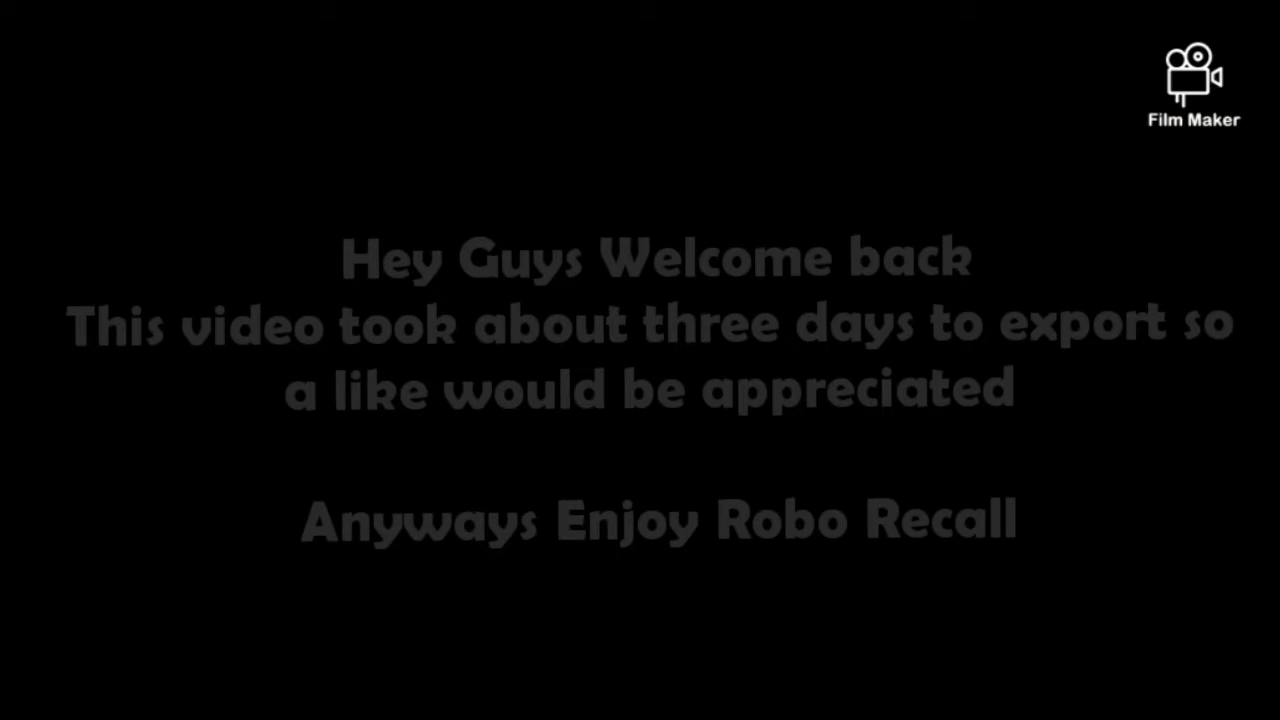 Film Maker
Hey Guys Welcome back
This video took about three days to export so
a like would be appreciated
Anyways Enjoy Robo Recall